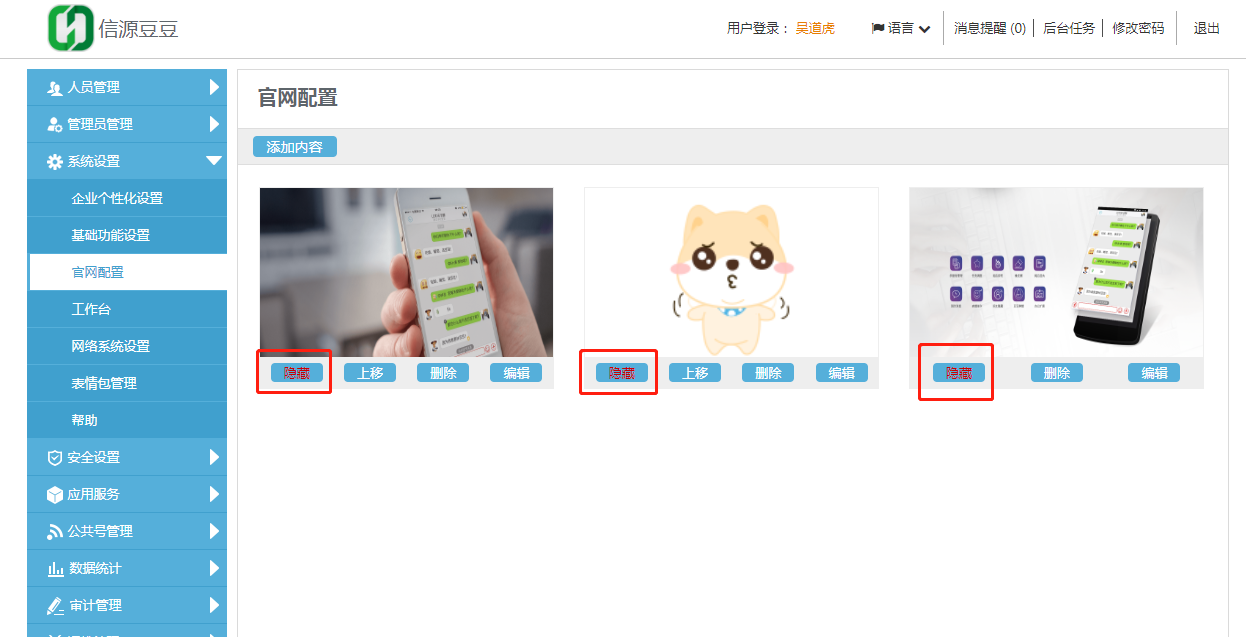 信源豆豆
用户登录： 吴道虎 语言 消息提醒 (0) 后台任务 修改密码 退出
人员管理
管理员管理
系统设置
企业个性化设置
基础功能设置
官网配置
工作台
网络系统设置
表情包管理
帮助
安全设置
应用服务
公共号管理
数据统计
审计管理
官网配置
添加内容
隐藏 上移 删除 编辑
隐藏 上移 删除 编辑
隐藏 删除 编辑